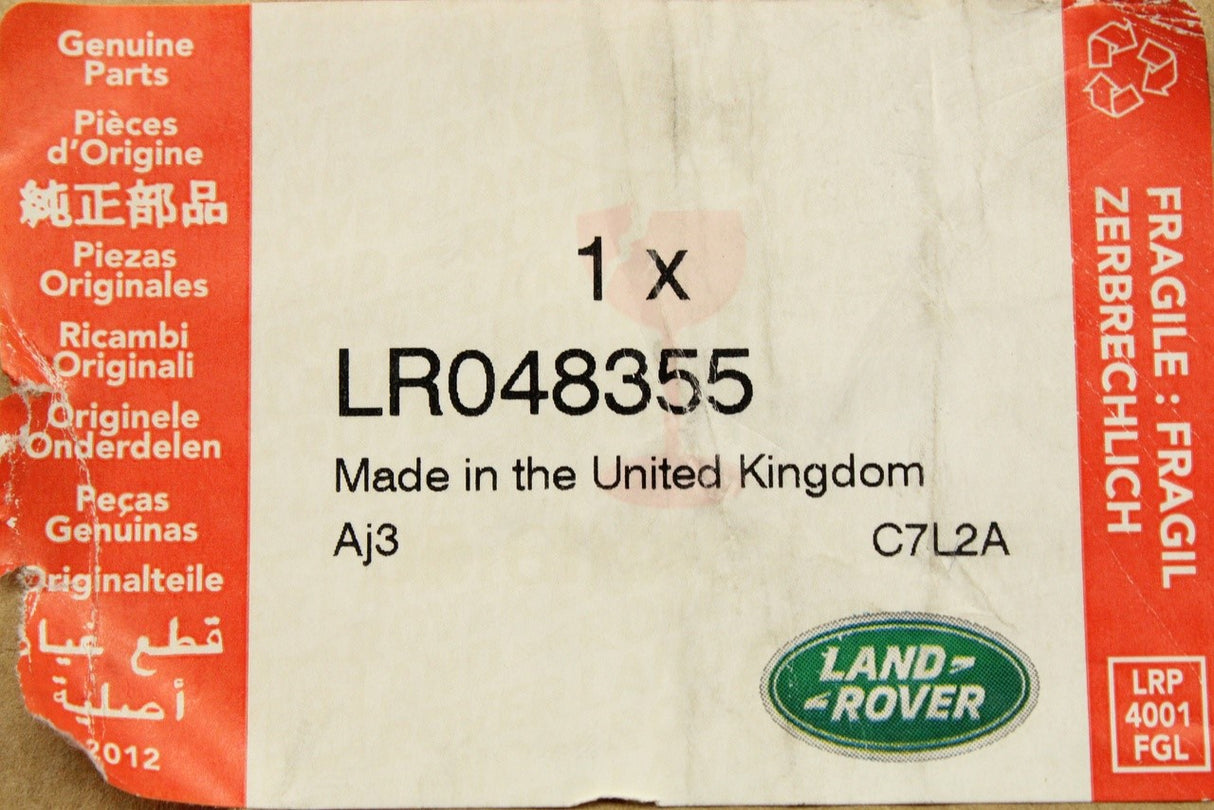 Genuine
Parts
Pièces
d'Origine
純正部品
Piezas
Originales
Ricambi
Originali
Originele
Onderdelen
Peças
Genuinas
Originalteile
قطع غيار
أصلية
2012
1 x
LR048355
Made in the United Kingdom
Aj3 C7L2A
LAND-
-ROVER
FRAGILE : FRAGIL
ZERBRECHLICH
LRP
4001
FGL